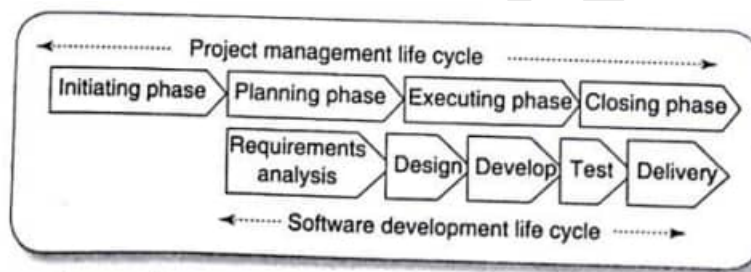 Project management life cycle
Initiating phase Planning phase Executing phase Closing phase
Requirements analysis Design Develop Test Delivery
Software development life cycle